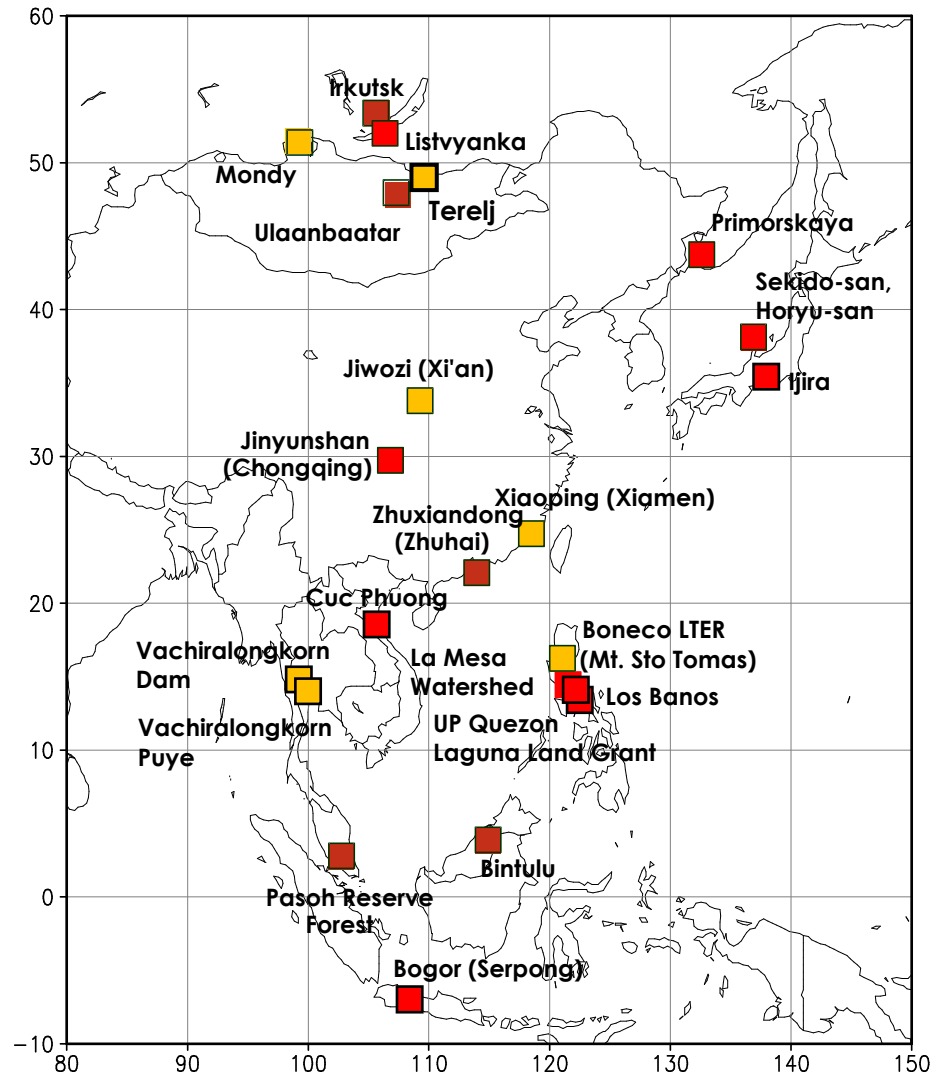 60
Irkutsk
Listvyanka
50
Mondy
Terelj
Ulaanbaatar
Primorskaya
Sekido-san,
Horyu-san
40
Jiwozi (Xi'an)
Ijira
Jinyunshan
(Chongqing)
30
Xiaoping (Xiamen)
Zhuxiandong
(Zhuhai)
20
Cuc Phuong
Boneco LTER
(Mt. Sto Tomas)
Vachiralongkorn
Dam
La Mesa
Watershed
Los Banos
Vachiralongkorn
Puye
UP Quezon
Laguna Land Grant
10
Bintulu
0
Pasoh Reserve
Forest
Bogor (Serpong)
−10
80 90 100 110 120 130 140 150